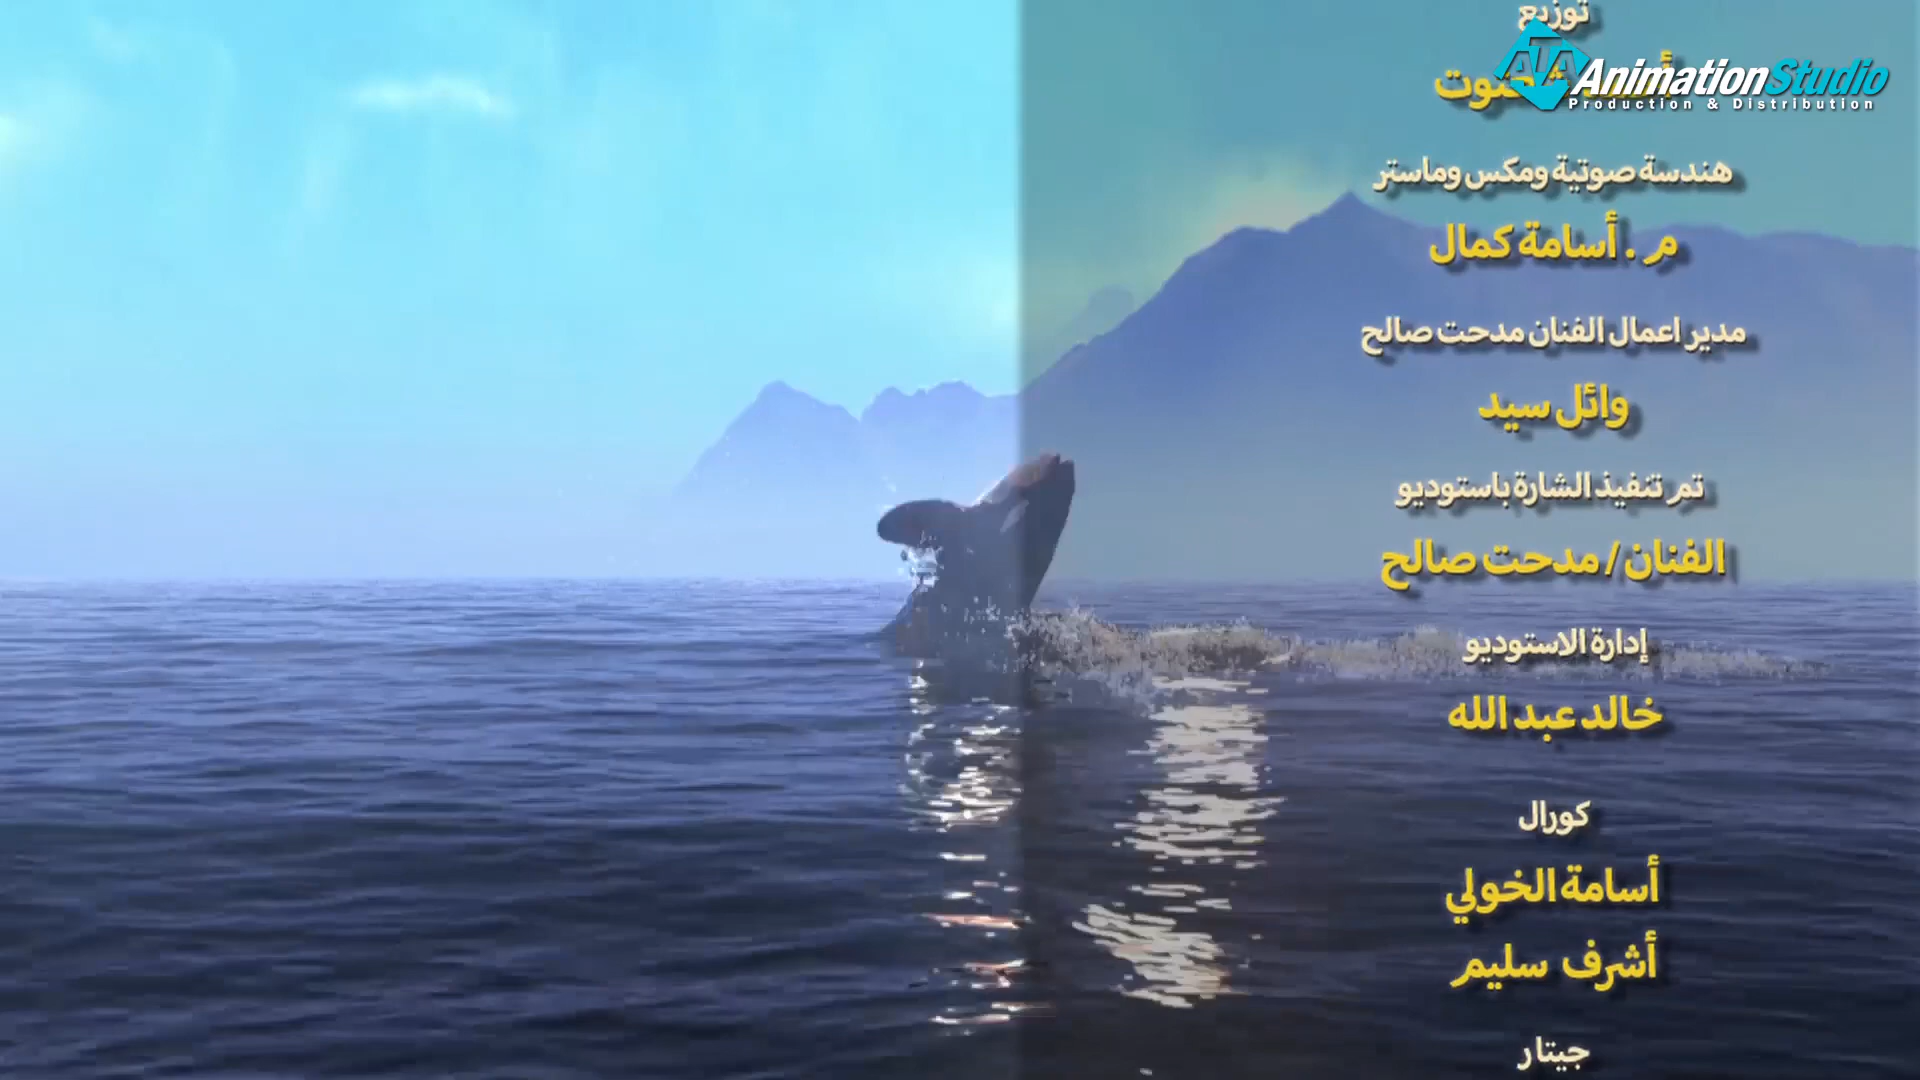 توزيع
صوت
AnimationStudio
Production & Distribution
هندسة صوتية ومكس وماستر
م . أسامة كمال
مدير اعمال الفنان مدحت صالح
وائل سيد
تم تنفيذ الشارة باستوديو
الفنان / مدحت صالح
إدارة الاستوديو
خالد عبد الله
كورال
أسامة الخولي
أشرف سليم
جيتار